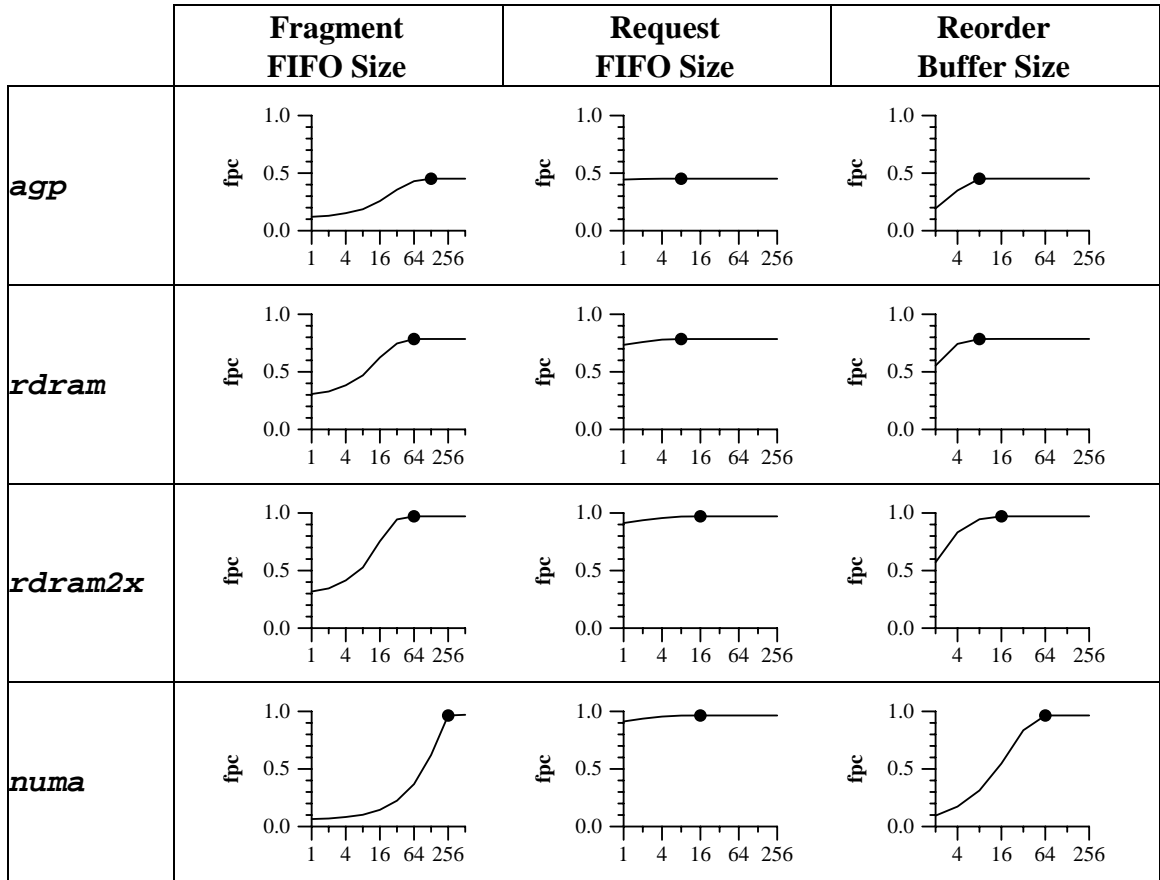 Fragment
FIFO Size
Request
FIFO Size
Reorder
Buffer Size
agp
fpc
1.0
0.5
0.0
1 4 16 64 256
fpc
1.0
0.5
0.0
1 4 16 64 256
fpc
1.0
0.5
0.0
4 16 64 256
rdram
fpc
1.0
0.5
0.0
1 4 16 64 256
fpc
1.0
0.5
0.0
1 4 16 64 256
fpc
1.0
0.5
0.0
4 16 64 256
rdram2x
fpc
1.0
0.5
0.0
1 4 16 64 256
fpc
1.0
0.5
0.0
1 4 16 64 256
fpc
1.0
0.5
0.0
4 16 64 256
numa
fpc
1.0
0.5
0.0
1 4 16 64 256
fpc
1.0
0.5
0.0
1 4 16 64 256
fpc
1.0
0.5
0.0
4 16 64 256